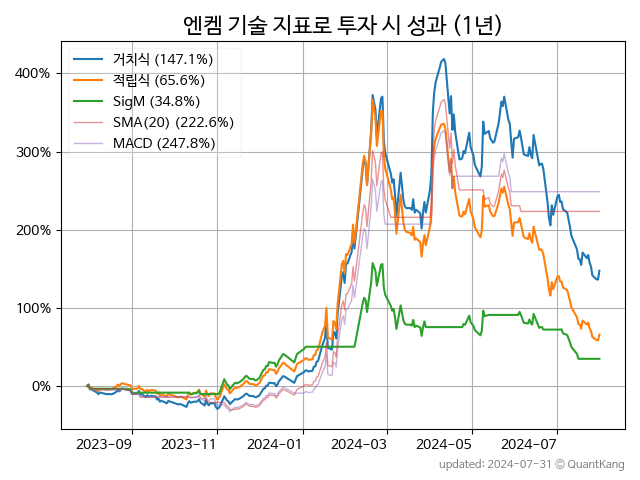 엔켐 기술 지표로 투자 시 성과 (1년)
400%
300%
200%
100%
0%
거치식 (147.1%)
적립식 (65.6%)
SigM (34.8%)
SMA(20) (222.6%)
MACD (247.8%)
2023-09
2023-11
2024-01
2024-03
2024-05
2024-07
updated: 2024-07-31 © QuantKang